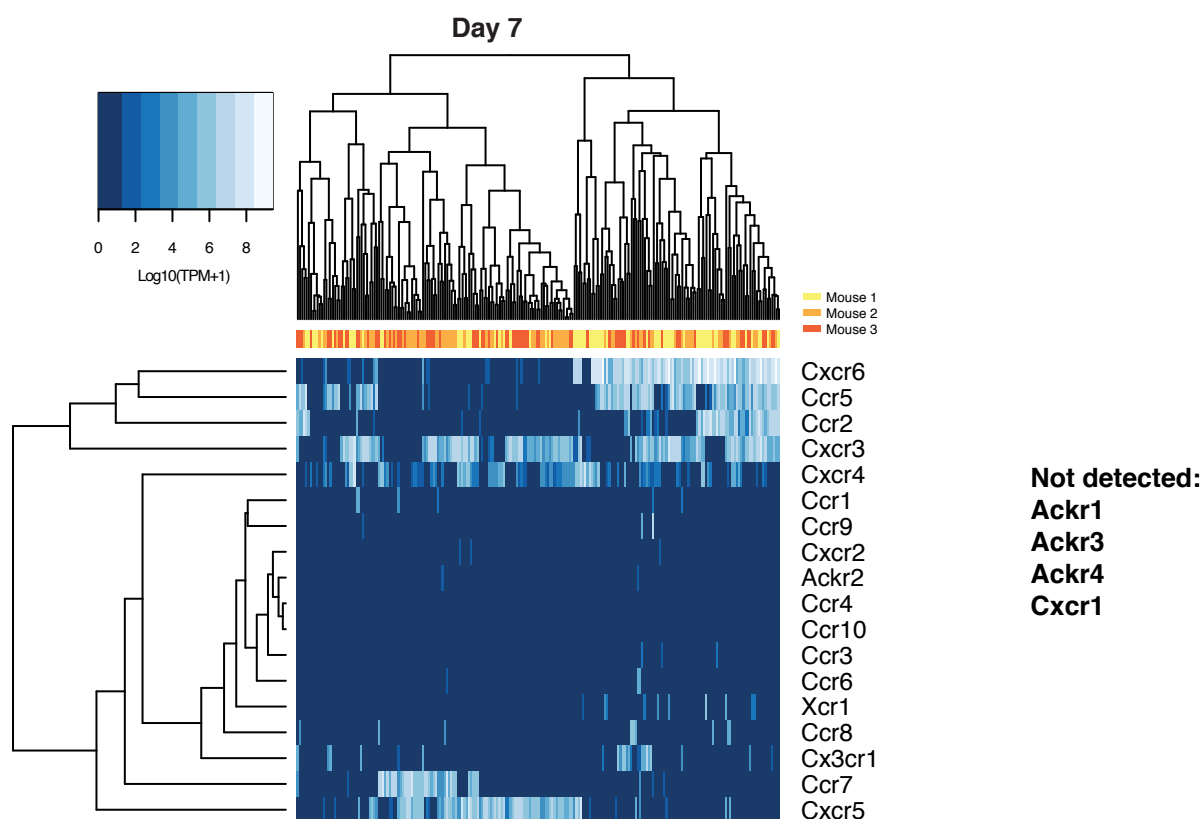 Day 7
0 2 4 6 8
Log10(TPM+1)
Mouse 1
Mouse 2
Mouse 3
Cxcr6
Ccr5
Ccr2
Cxcr3
Cxcr4
Ccr1
Ccr9
Cxcr2
Ackr2
Ccr4
Ccr10
Ccr3
Ccr6
Xcr1
Ccr8
Cx3cr1
Ccr7
Cxcr5
Not detected:
Ackr1
Ackr3
Ackr4
Cxcr1